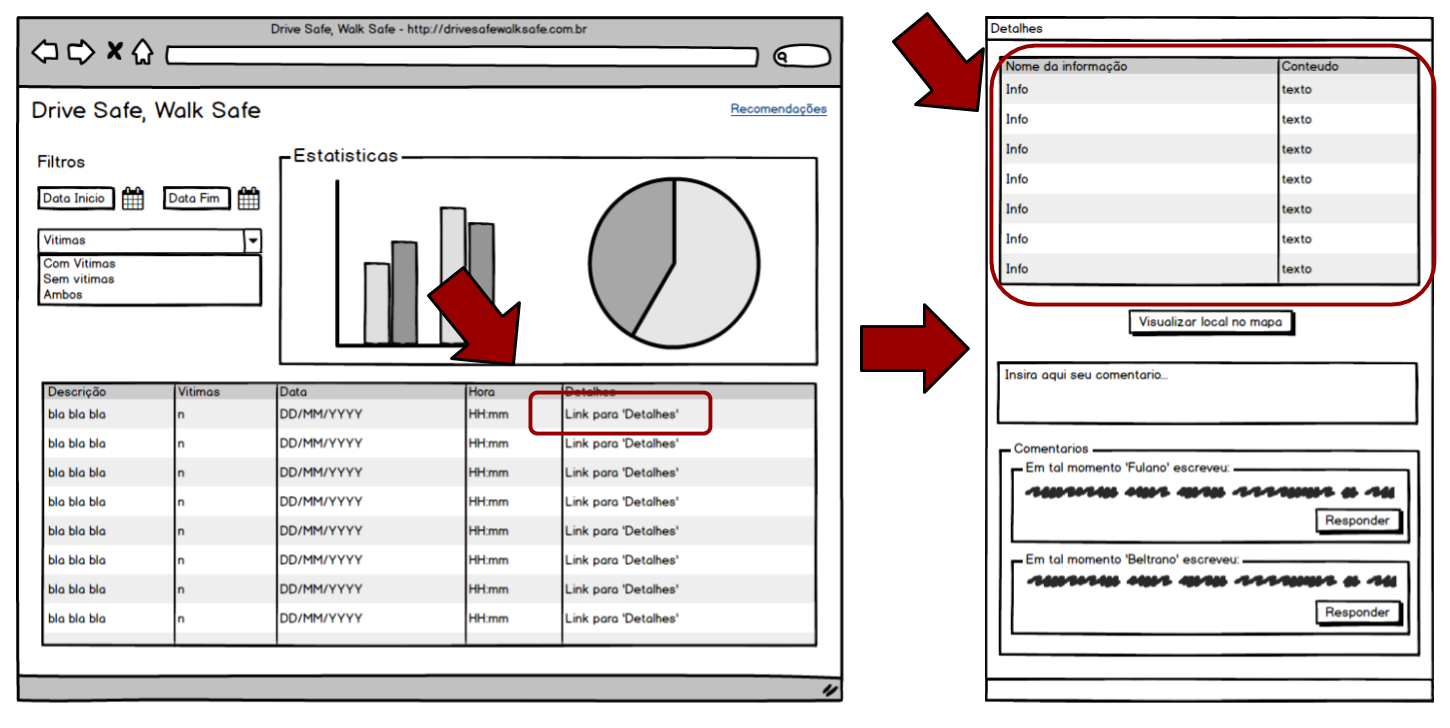 Drive Safe, Walk Safe - http://drivesafewalksafe.com.br
Drive Safe, Walk Safe
Recomendações
Filtros
Data Inicio Data Fim
Vitimas
Com Vitimas
Sem vitimas
Ambos
Estatisticas
Descrição Vitimas Data Hora Detalhes
bla bla bla n DD/MM/YYYY HH:mm Link para 'Detalhes'
bla bla bla n DD/MM/YYYY HH:mm Link para 'Detalhes'
bla bla bla n DD/MM/YYYY HH:mm Link para 'Detalhes'
bla bla bla n DD/MM/YYYY HH:mm Link para 'Detalhes'
bla bla bla n DD/MM/YYYY HH:mm Link para 'Detalhes'
bla bla bla n DD/MM/YYYY HH:mm Link para 'Detalhes'
bla bla bla n DD/MM/YYYY HH:mm Link para 'Detalhes'
bla bla bla n DD/MM/YYYY HH:mm Link para 'Detalhes'
Detalhes
Nome da informação Conteudo
Info texto
Info texto
Info texto
Info texto
Info texto
Info texto
Info texto
Visualizar local no mapa
Insira aqui seu comentario...
Comentarios
Em tal momento 'Fulano' escreveu:
Responder
Em tal momento 'Beltrano' escreveu:
Responder